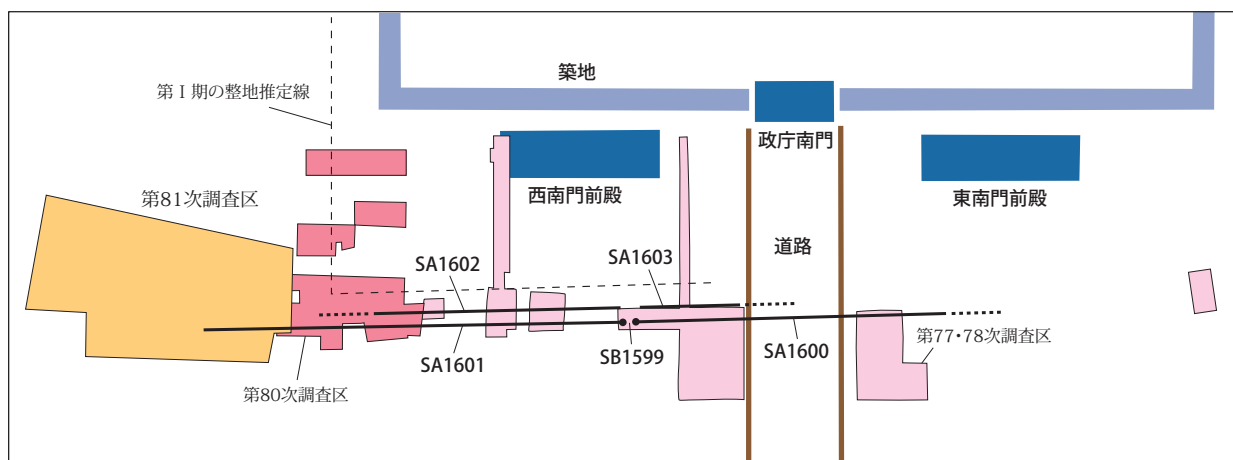 築地
第Ⅰ期の整地推定線
政庁南門
第81次調査区
西南門前殿
東南門前殿
道路
SA1602
SA1603
SA1601
SB1599
SA1600
第77・78次調査区
第80次調査区